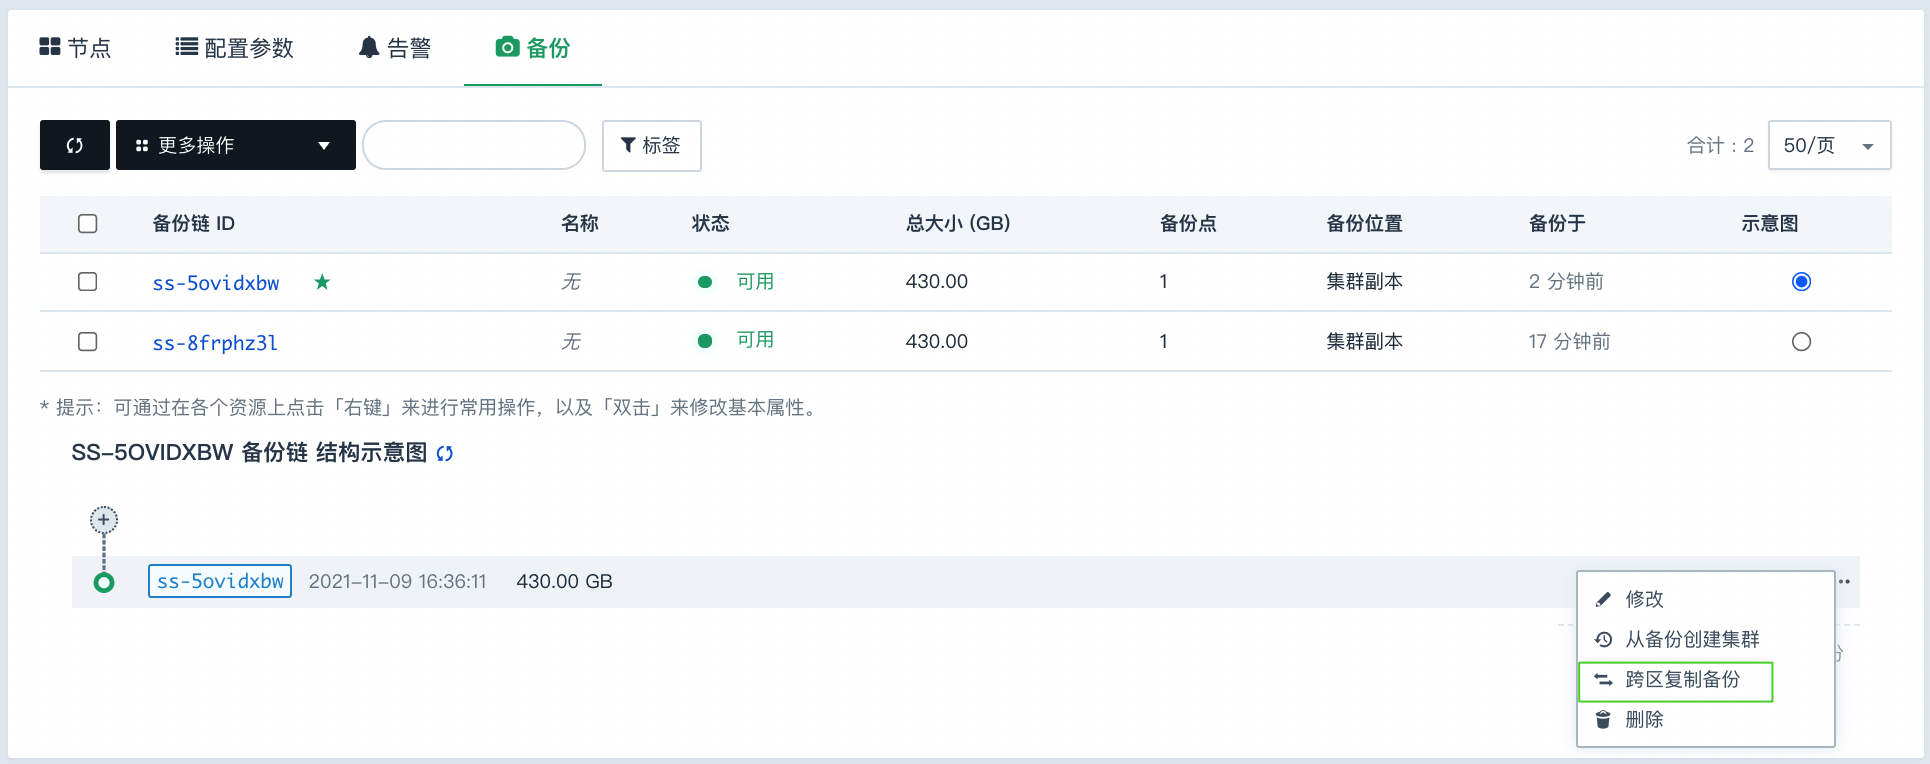 节点 配置参数 告警 备份
更多操作 标签 合计：2 50/页
备份链 ID 名称 状态 总大小 (GB) 备份点 备份位置 备份于 示意图
ss-5ovidxbw 无 可用 430.00 1 集群副本 2 分钟前
ss-8frphz3l 无 可用 430.00 1 集群副本 17 分钟前
* 提示：可通过在各个资源上点击「右键」来进行常用操作，以及「双击」来修改基本属性。
SS-5OVIDXBW 备份链 结构示意图
ss-5ovidxbw 2021-11-09 16:36:11 430.00 GB
修改
从备份创建集群
跨区复制备份
删除